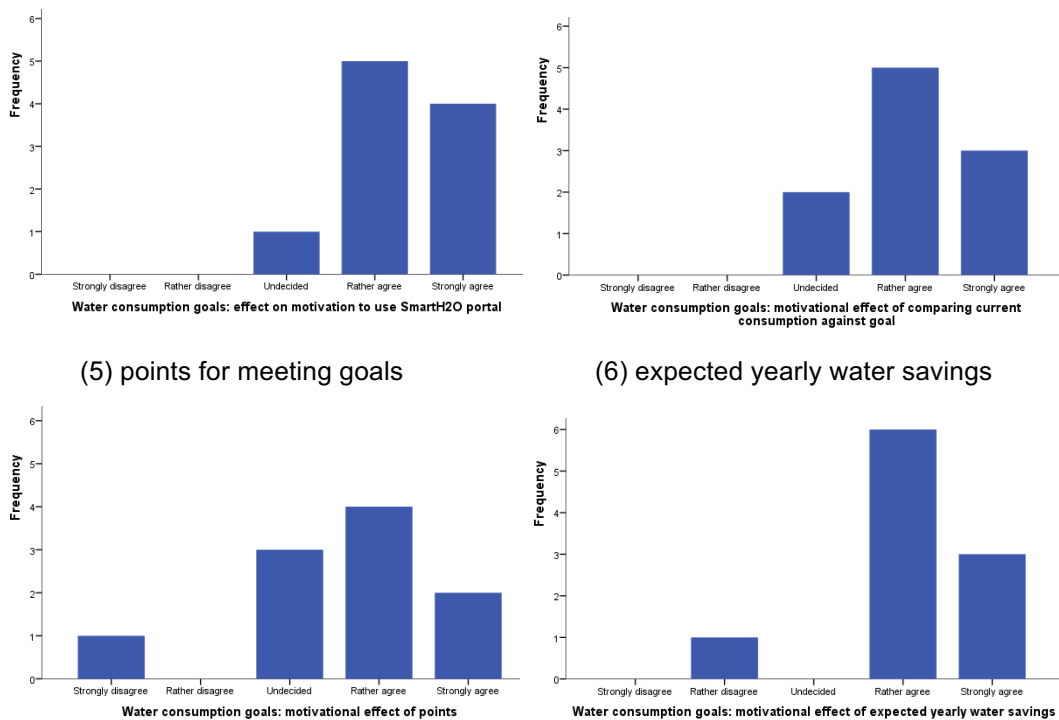 6
5
4
3
2
1
0
Frequency
Strongly disagree Rather disagree Undecided Rather agree Strongly agree
Water consumption goals: effect on motivation to use SmartH2O portal
6
5
4
3
2
1
0
Frequency
Strongly disagree Rather disagree Undecided Rather agree Strongly agree
Water consumption goals: motivational effect of comparing current
consumption against goal
(5) points for meeting goals
(6) expected yearly water savings
6
5
4
3
2
1
0
Frequency
Strongly disagree Rather disagree Undecided Rather agree Strongly agree
Water consumption goals: motivational effect of points
6
5
4
3
2
1
0
Frequency
Strongly disagree Rather disagree Undecided Rather agree Strongly agree
Water consumption goals: motivational effect of expected yearly water savings